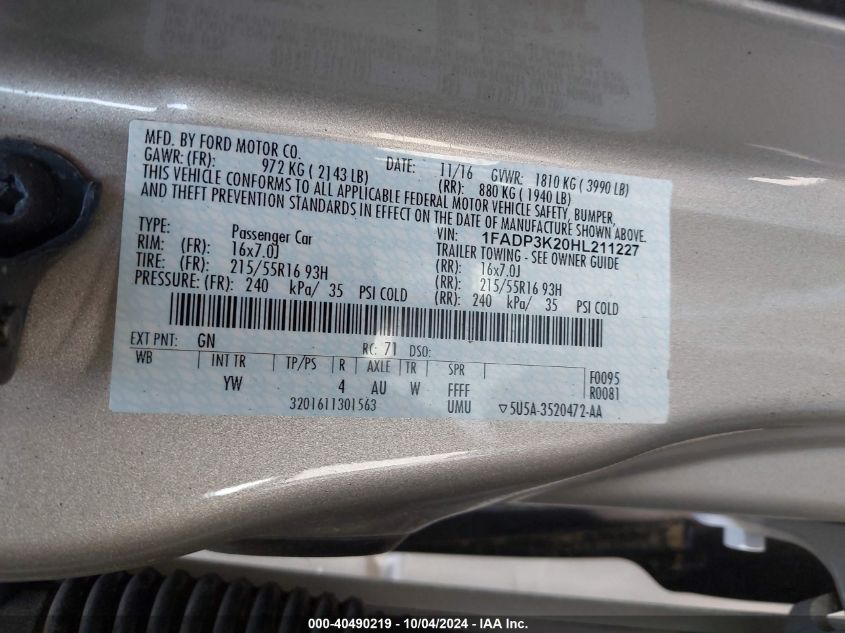 MFD. BY FORD MOTOR CO. DATE: 11/16 GVWR: 1810 KG ( 3990 LB)
GAWR: (FR): 972 KG ( 2143 LB) (RR): 880 KG ( 1940 LB)
THIS VEHICLE CONFORMS TO ALL APPLICABLE FEDERAL MOTOR VEHICLE SAFETY, BUMPER,
AND THEFT PREVENTION STANDARDS IN EFFECT ON THE DATE OF MANUFACTURE SHOWN ABOVE.
TYPE: Passenger Car VIN: 1FADP3K20HL211227
RIM: (FR): 16x7.0J TRAILER TOWING - SEE OWNER GUIDE
(RR): 16x7.0J
TIRE: (FR): 215/55R16 93H (RR): 215/55R16 93H
PRESSURE: (FR): 240 kPa/ 35 PSI COLD (RR): 240 kPa/ 35 PSI COLD
EXT PNT: GN RC: 71 DSO:
WB INT TR TP/PS R AXLE TR SPR F0095
YW 4 AU W FFFF R0081
3201611301563 UMU ▽5U5A-3520472-AA
000-40490219 - 10/04/2024 - IAA Inc.